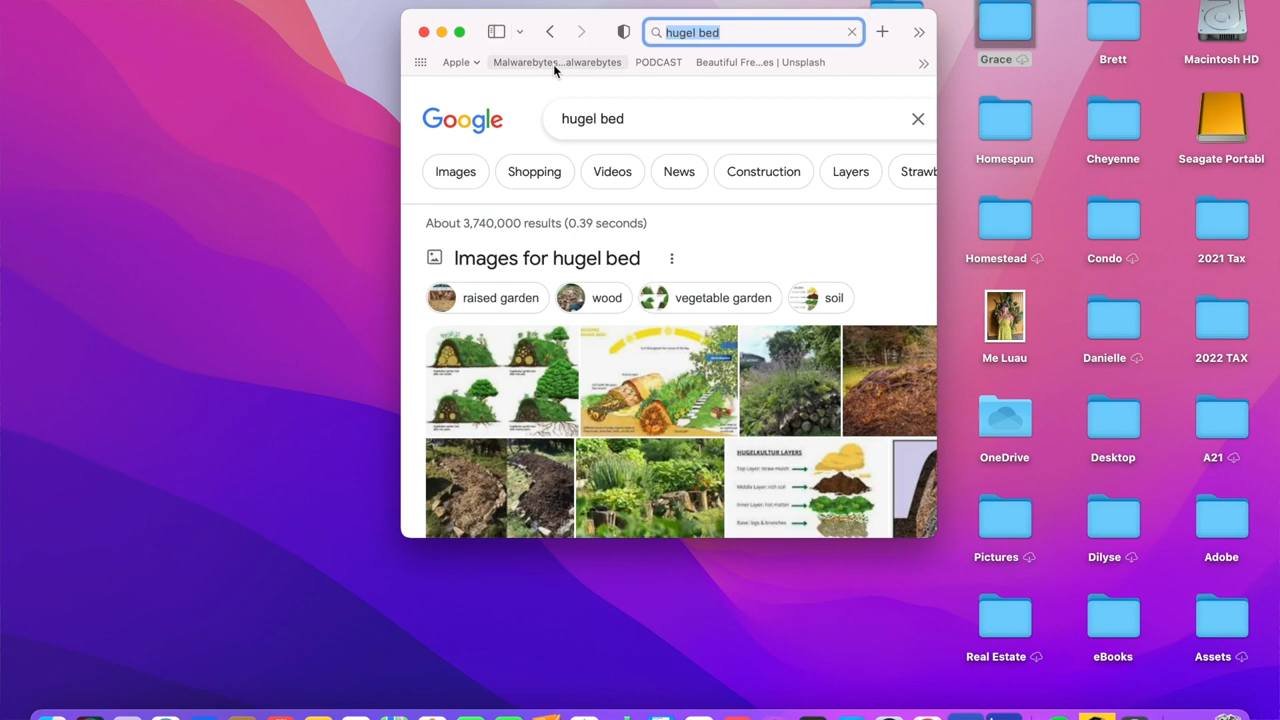 hugel bed
Apple
Malwarebytes...alwarebytes
PODCAST
Beautiful Fre...es | Unsplash
Google
hugel bed
Images
Shopping
Videos
News
Construction
Layers
Strawb
About 3,740,000 results (0.39 seconds)
Images for hugel bed
raised garden
wood
vegetable garden
soil
HUGELKULTUR LAYERS
Top Layer: straw mulch
Middle Layer: rich soil
Inner Layer: hot matter
Base: logs & branches
Grace
Brett
Macintosh HD
Homespun
Cheyenne
Seagate Portabl
Homestead
Condo
2021 Tax
Me Luau
Danielle
2022 TAX
OneDrive
Desktop
A21
Pictures
Dilyse
Adobe
Real Estate
eBooks
Assets